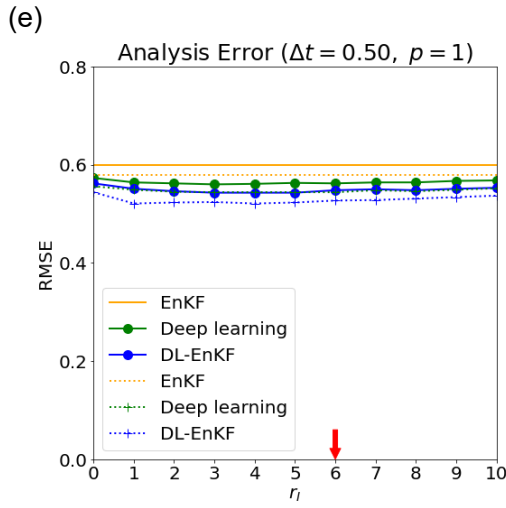 (e)
Analysis Error (Δt = 0.50, p = 1)
RMSE
0.8
0.6
0.4
0.2
0.0
EnKF
Deep learning
DL-EnKF
EnKF
Deep learning
DL-EnKF
0 1 2 3 4 5 6 7 8 9 10
r_I